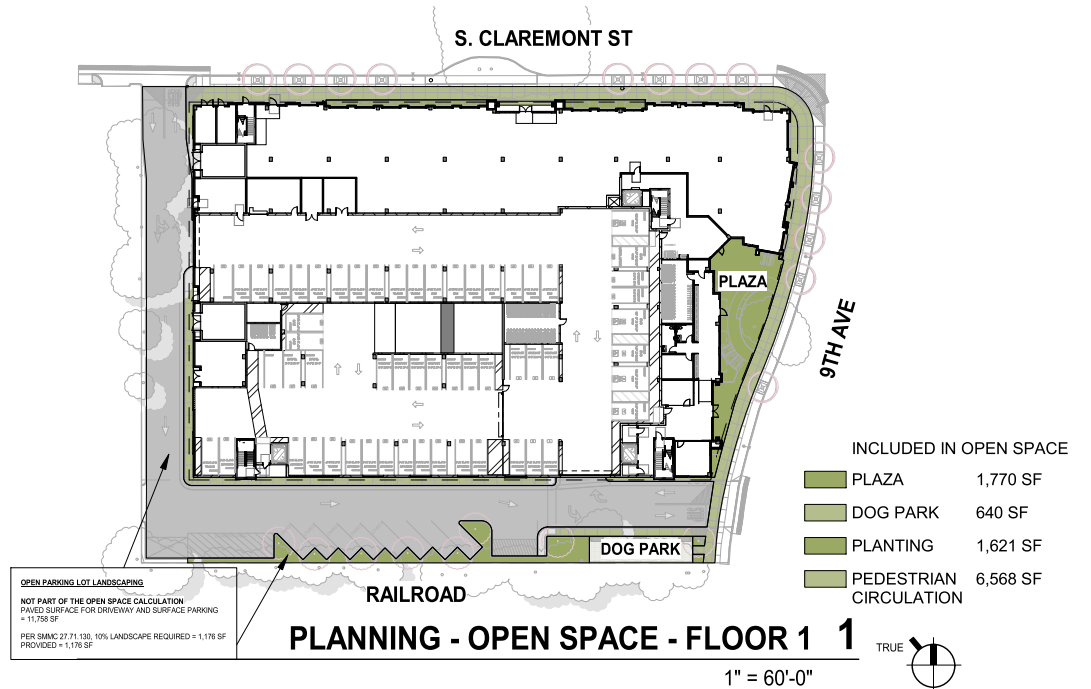 S. CLAREMONT ST
PLAZA
9TH AVE
INCLUDED IN OPEN SPACE
PLAZA 1,770 SF
DOG PARK 640 SF
PLANTING 1,621 SF
PEDESTRIAN 6,568 SF
CIRCULATION
DOG PARK
RAILROAD
OPEN PARKING LOT LANDSCAPING
NOT PART OF THE OPEN SPACE CALCULATION
PAVED SURFACE FOR DRIVEWAY AND SURFACE PARKING
= 11,758 SF
PER SMMC 27.71.130, 10% LANDSCAPE REQUIRED = 1,176 SF
PROVIDED = 1,176 SF
PLANNING - OPEN SPACE - FLOOR 1 1
1" = 60'-0"
TRUE